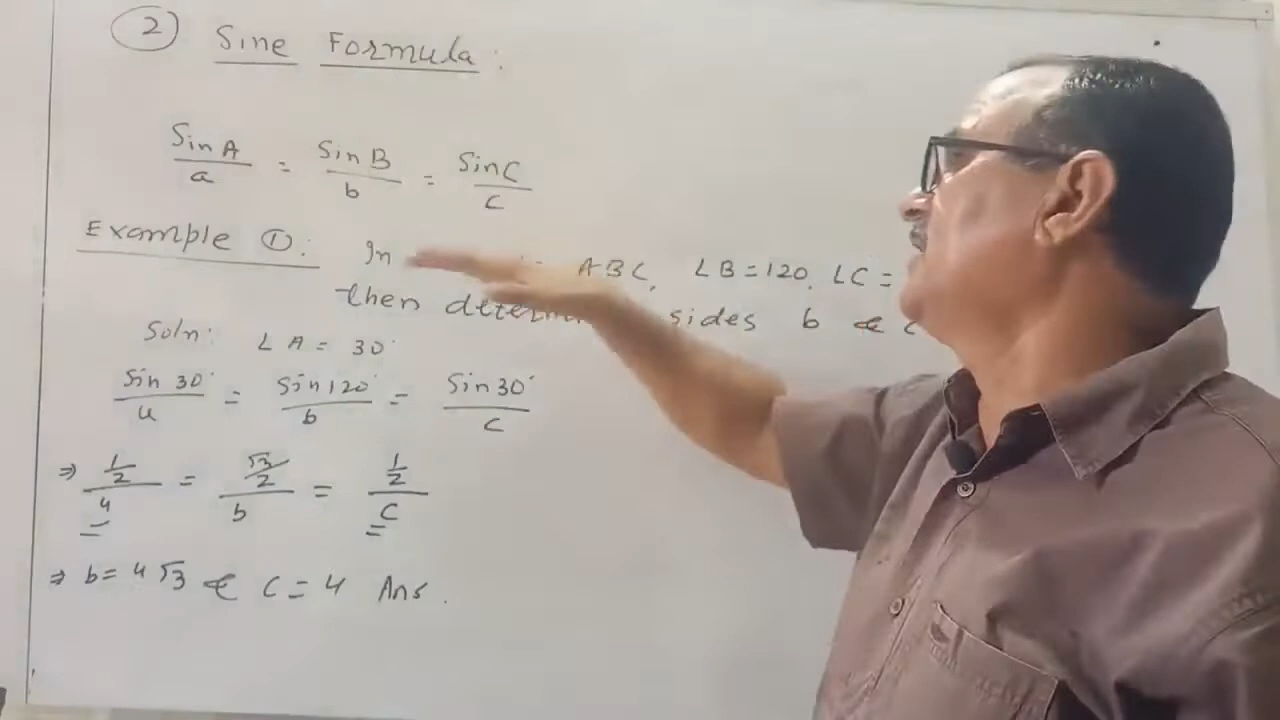 2 Sine Formula:
Sin A / a = Sin B / b = Sin C / c
Example ①: In ABC, ∠B = 120, ∠C =
then sides b & c
Soln: ∠A = 30°
Sin 30° / 4 = Sin 120° / b = Sin 30° / c
⇒ 1/2 / 4 = √3/2 / b = 1/2 / c
⇒ b = 4√3 & c = 4 Ans.